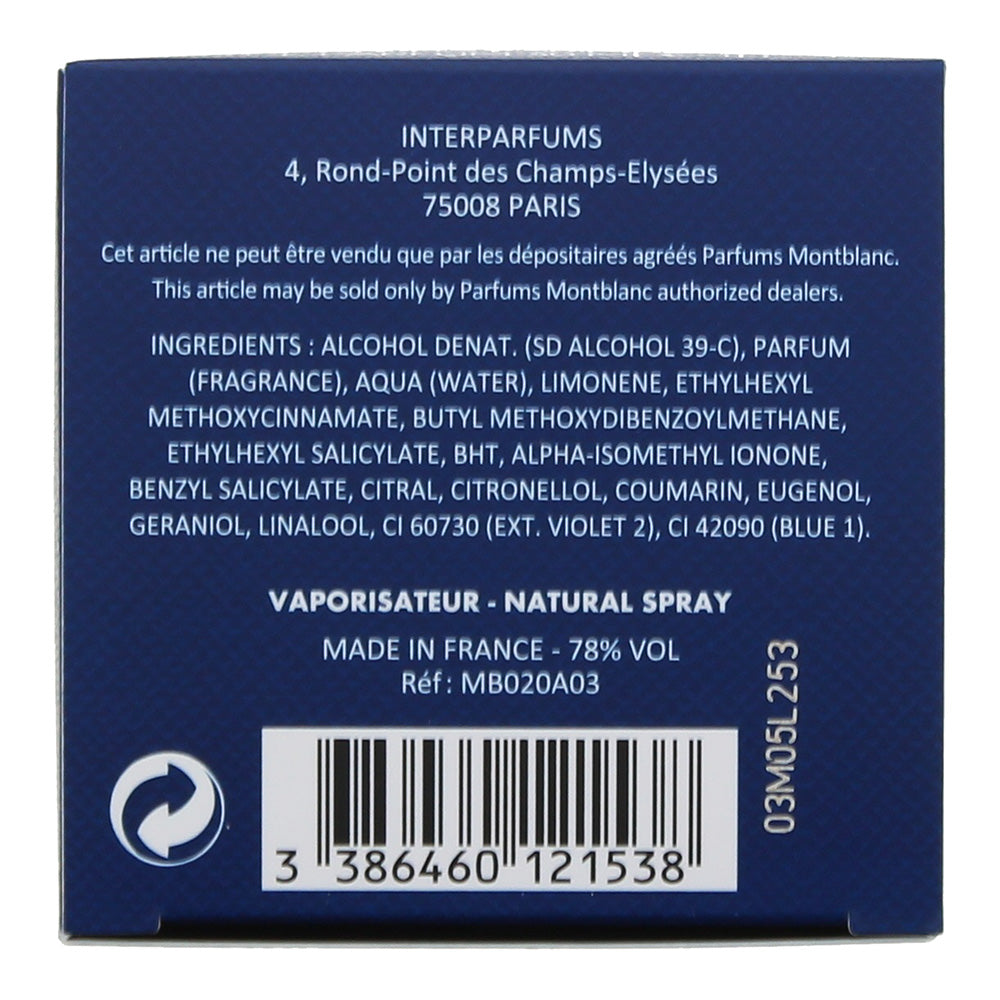 INTERPARFUMS
4, Rond-Point des Champs-Elysées
75008 PARIS
Cet article ne peut être vendu que par les dépositaires agréés Parfums Montblanc.
This article may be sold only by Parfums Montblanc authorized dealers.
INGREDIENTS : ALCOHOL DENAT. (SD ALCOHOL 39-C), PARFUM
(FRAGRANCE), AQUA (WATER), LIMONENE, ETHYLHEXYL
METHOXYCINNAMATE, BUTYL METHOXYDIBENZOYLMETHANE,
ETHYLHEXYL SALICYLATE, BHT, ALPHA-ISOMETHYL IONONE,
BENZYL SALICYLATE, CITRAL, CITRONELLOL, COUMARIN, EUGENOL,
GERANIOL, LINALOOL, CI 60730 (EXT. VIOLET 2), CI 42090 (BLUE 1).
VAPORISATEUR - NATURAL SPRAY
MADE IN FRANCE - 78% VOL
Réf : MB020A03
03M05L253
3 386460 121538